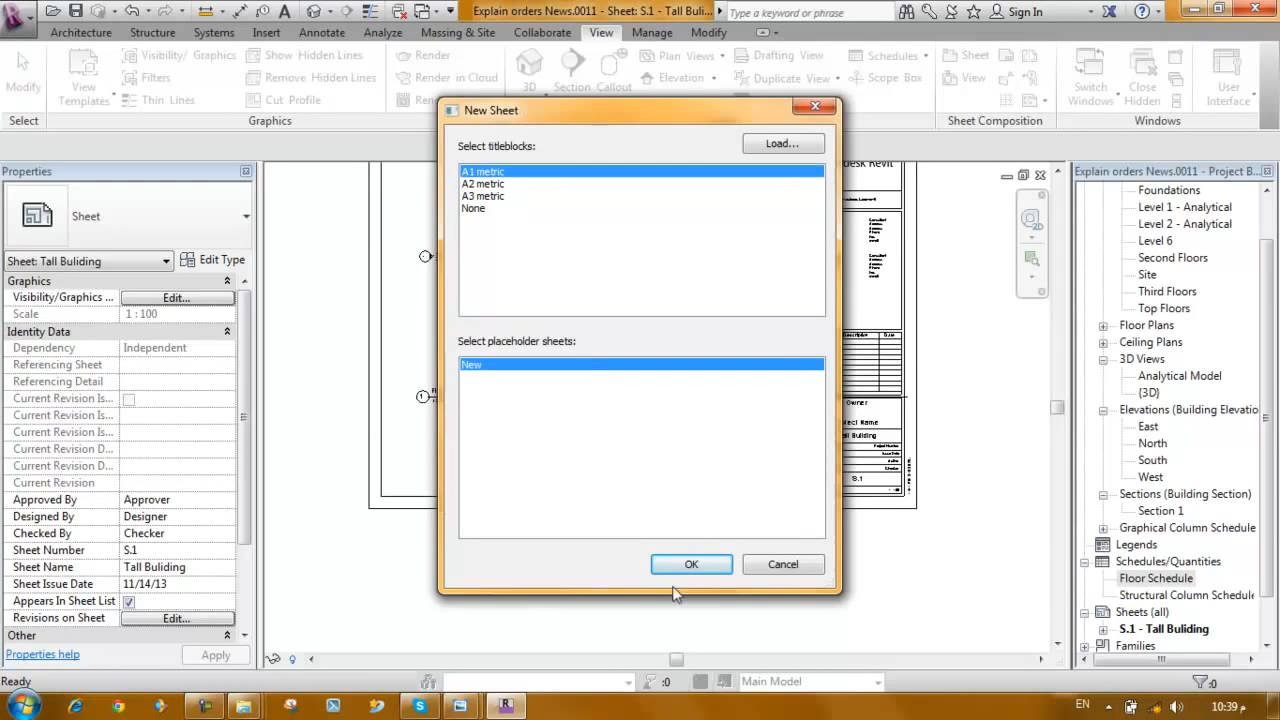 Explain orders News.0011 - Sheet: S.1 - Tall Buli...
Type a keyword or phrase
Sign In
Architecture
Structure
Systems
Insert
Annotate
Analyze
Massing & Site
Collaborate
View
Manage
Modify
Modify
View
Templates
Visibility/ Graphics
Filters
Thin Lines
Show Hidden Lines
Remove Hidden Lines
Cut Profile
Render
Render in Cloud
3D
Section
Callout
Plan Views
Elevation
Drafting View
Duplicate View
Schedules
Scope Box
Sheet
View
Switch
Windows
Close
Hidden
User
Interface
Select
Graphics
Sheet Composition
Windows
Properties
Sheet
Sheet: Tall Buliding
Edit Type
Graphics
Visibility/Graphics ...
Edit...
Scale
1 : 100
Identity Data
Dependency
Independent
Referencing Sheet
Referencing Detail
Current Revision Is...
Current Revision Is...
Current Revision Is...
Current Revision D...
Current Revision D...
Current Revision
Approved By
Approver
Designed By
Designer
Checked By
Checker
Sheet Number
S.1
Sheet Name
Tall Buliding
Sheet Issue Date
11/14/13
Appears In Sheet List
Revisions on Sheet
Edit...
Other
Properties help
Apply
Ready
New Sheet
Select titleblocks:
Load...
A1 metric
A2 metric
A3 metric
None
Select placeholder sheets:
New
OK
Cancel
desk Revit
Owner
ject Name
all Building
S.1
2D
Explain orders News.0011 - Project B...
Foundations
Level 1 - Analytical
Level 2 - Analytical
Level 6
Second Floors
Site
Third Floors
Top Floors
Floor Plans
Ceiling Plans
3D Views
Analytical Model
{3D}
Elevations (Building Elevatio
East
North
South
West
Sections (Building Section)
Section 1
Graphical Column Schedule
Legends
Schedules/Quantities
Floor Schedule
Structural Column Schedule
Sheets (all)
S.1 - Tall Buliding
Families
:0
Main Model
:0
EN
10:39 م